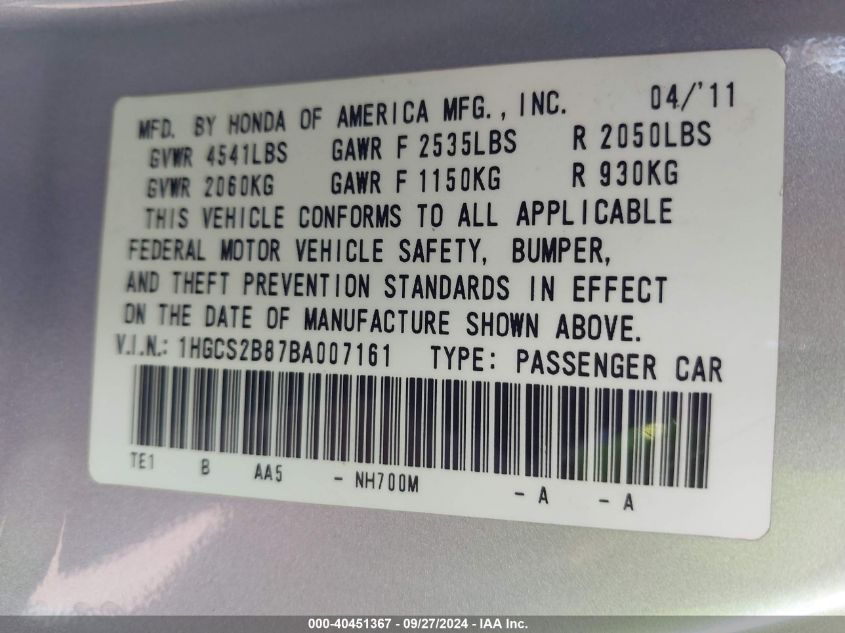 MFD. BY HONDA OF AMERICA MFG., INC. 04/'11
GVWR 4541LBS GAWR F 2535LBS R 2050LBS
GVWR 2060KG GAWR F 1150KG R 930KG
THIS VEHICLE CONFORMS TO ALL APPLICABLE
FEDERAL MOTOR VEHICLE SAFETY, BUMPER,
AND THEFT PREVENTION STANDARDS IN EFFECT
ON THE DATE OF MANUFACTURE SHOWN ABOVE.
V.I.N.: 1HGCS2B87BA007161 TYPE: PASSENGER CAR
TE1 B AA5 - NH700M - A - A
000-40451367 - 09/27/2024 - IAA Inc.